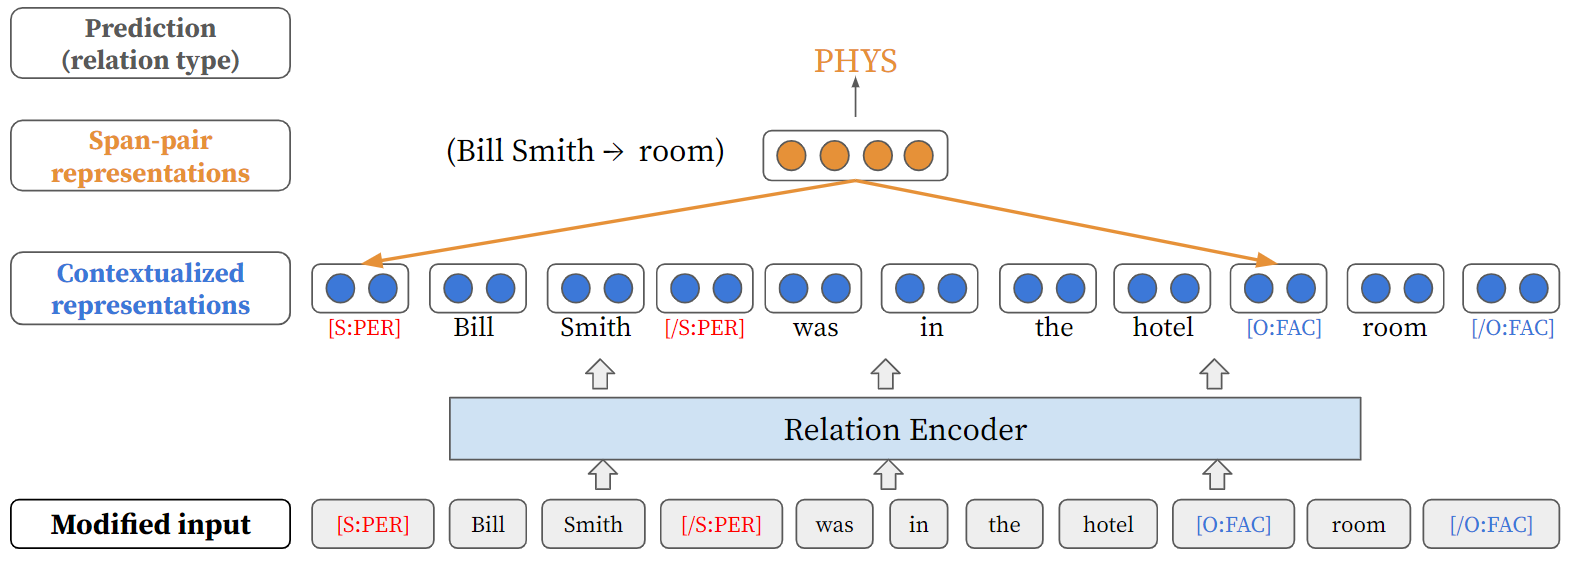 Prediction
(relation type)
PHYS
Span-pair
representations
(Bill Smith → room)
Contextualized
representations
[S:PER] Bill Smith [/S:PER] was in the hotel [O:FAC] room [/O:FAC]
Relation Encoder
Modified input
[S:PER] Bill Smith [/S:PER] was in the hotel [O:FAC] room [/O:FAC]